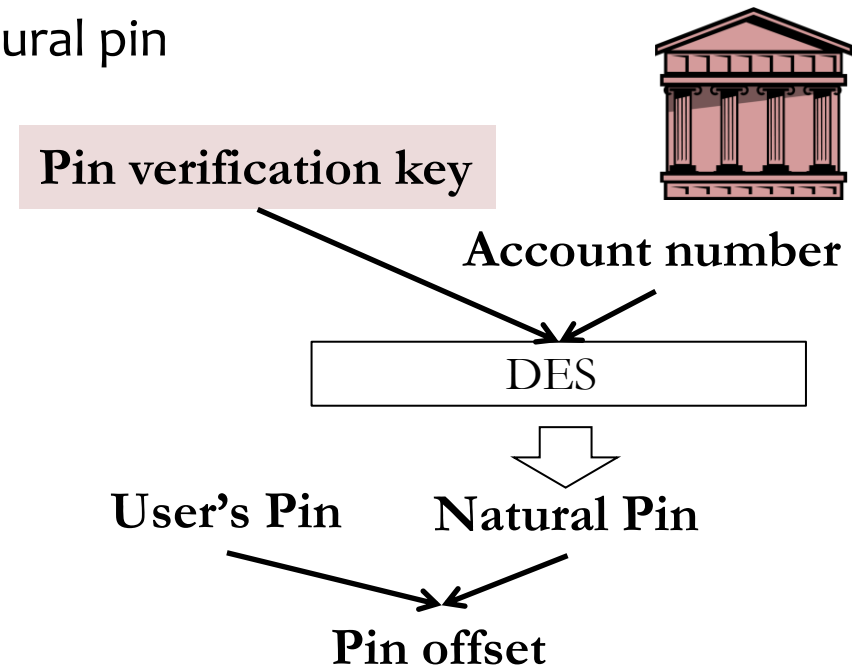 ural pin
Pin verification key
Account number
DES
User’s Pin Natural Pin
Pin offset